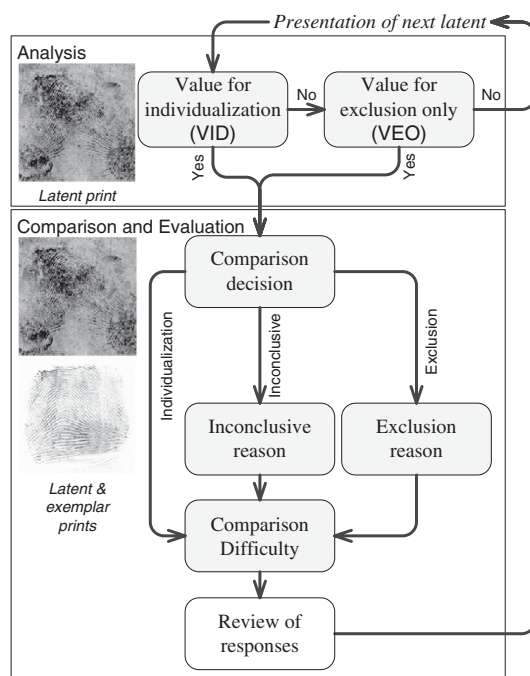 Presentation of next latent
Analysis
Value for
individualization
(VID)
No
Value for
exclusion only
(VEO)
No
Yes
Yes
Latent print
Comparison and Evaluation
Comparison
decision
Individualization
Inconclusive
Exclusion
Inconclusive
reason
Exclusion
reason
Latent &
exemplar
prints
Comparison
Difficulty
Review of
responses